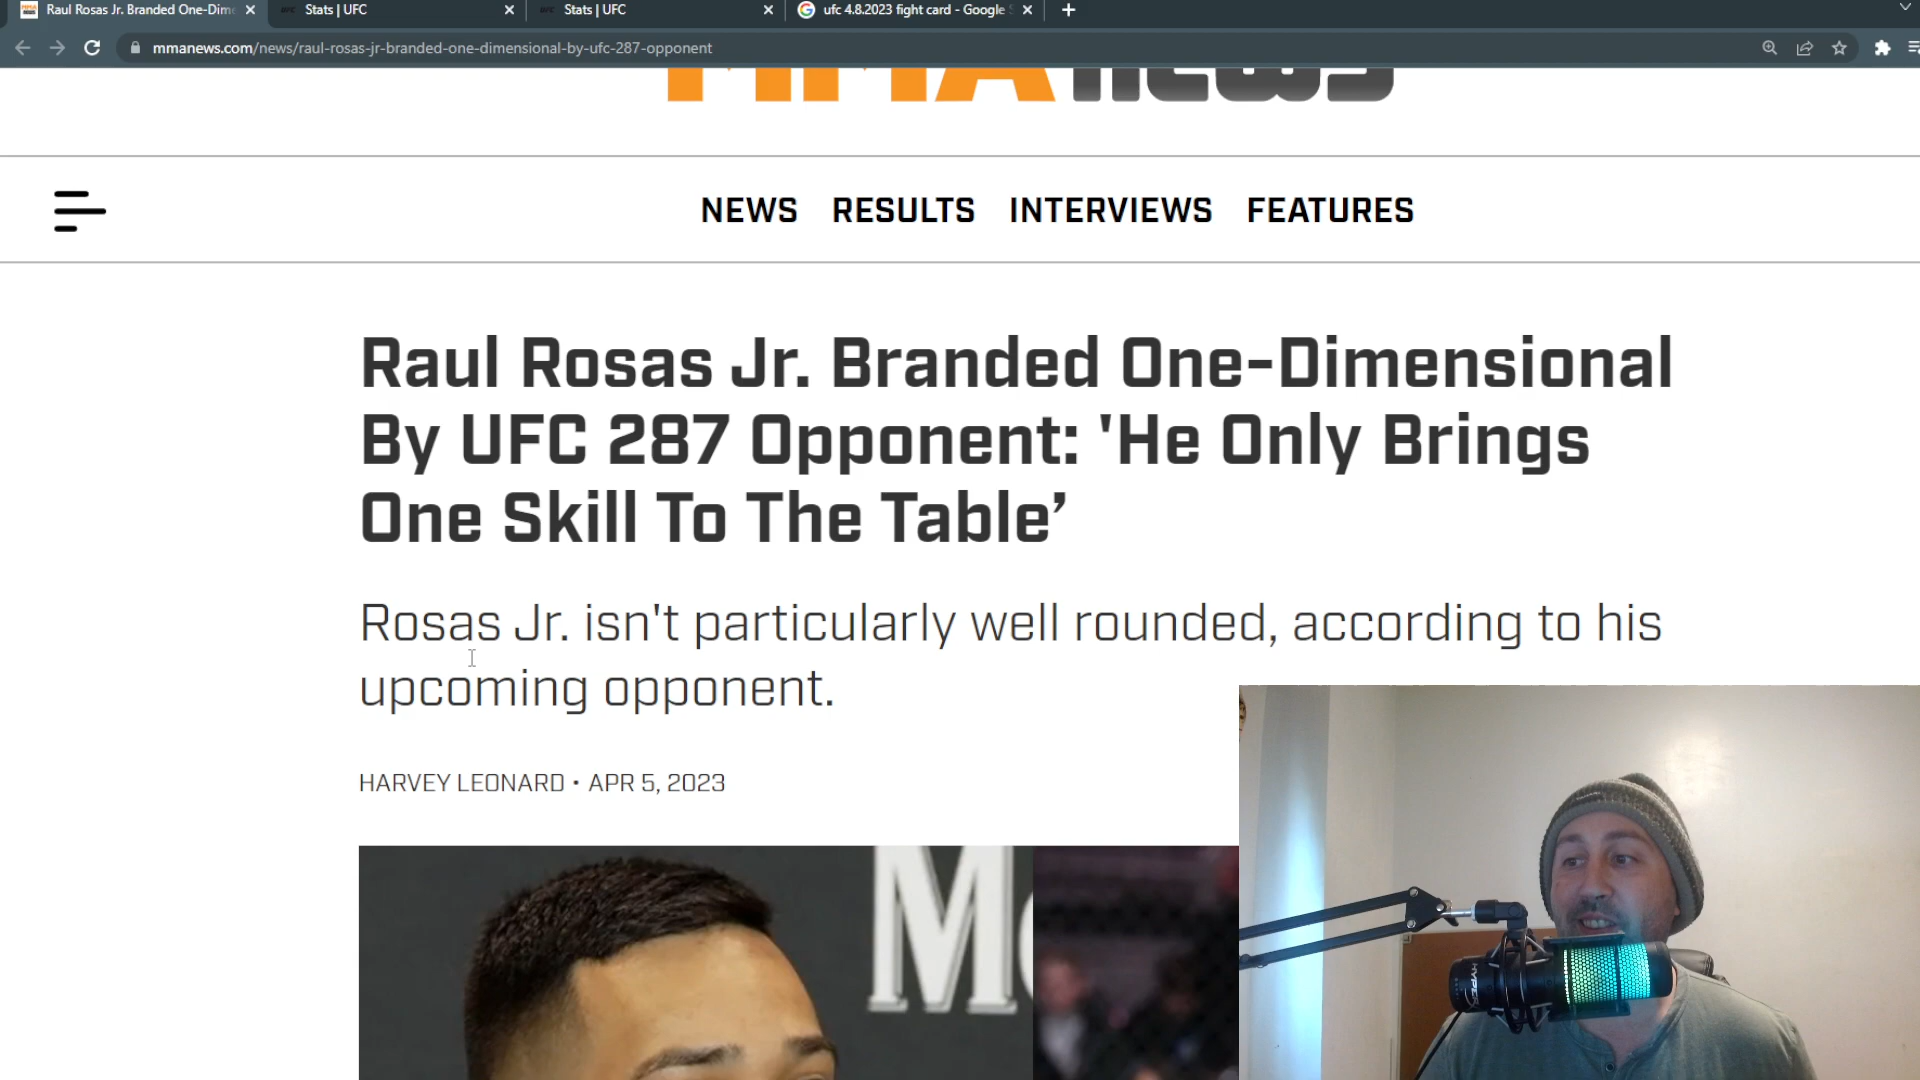 Raul Rosas Jr. Branded One-Dim
Stats | UFC
Stats | UFC
ufc 4.8.2023 fight card - Google
mmanews.com/news/raul-rosas-jr-branded-one-dimensional-by-ufc-287-opponent
MMA news
NEWS RESULTS INTERVIEWS FEATURES
Raul Rosas Jr. Branded One-Dimensional
By UFC 287 Opponent: 'He Only Brings
One Skill To The Table’
Rosas Jr. isn't particularly well rounded, according to his
upcoming opponent.
HARVEY LEONARD • APR 5, 2023
HYPERX